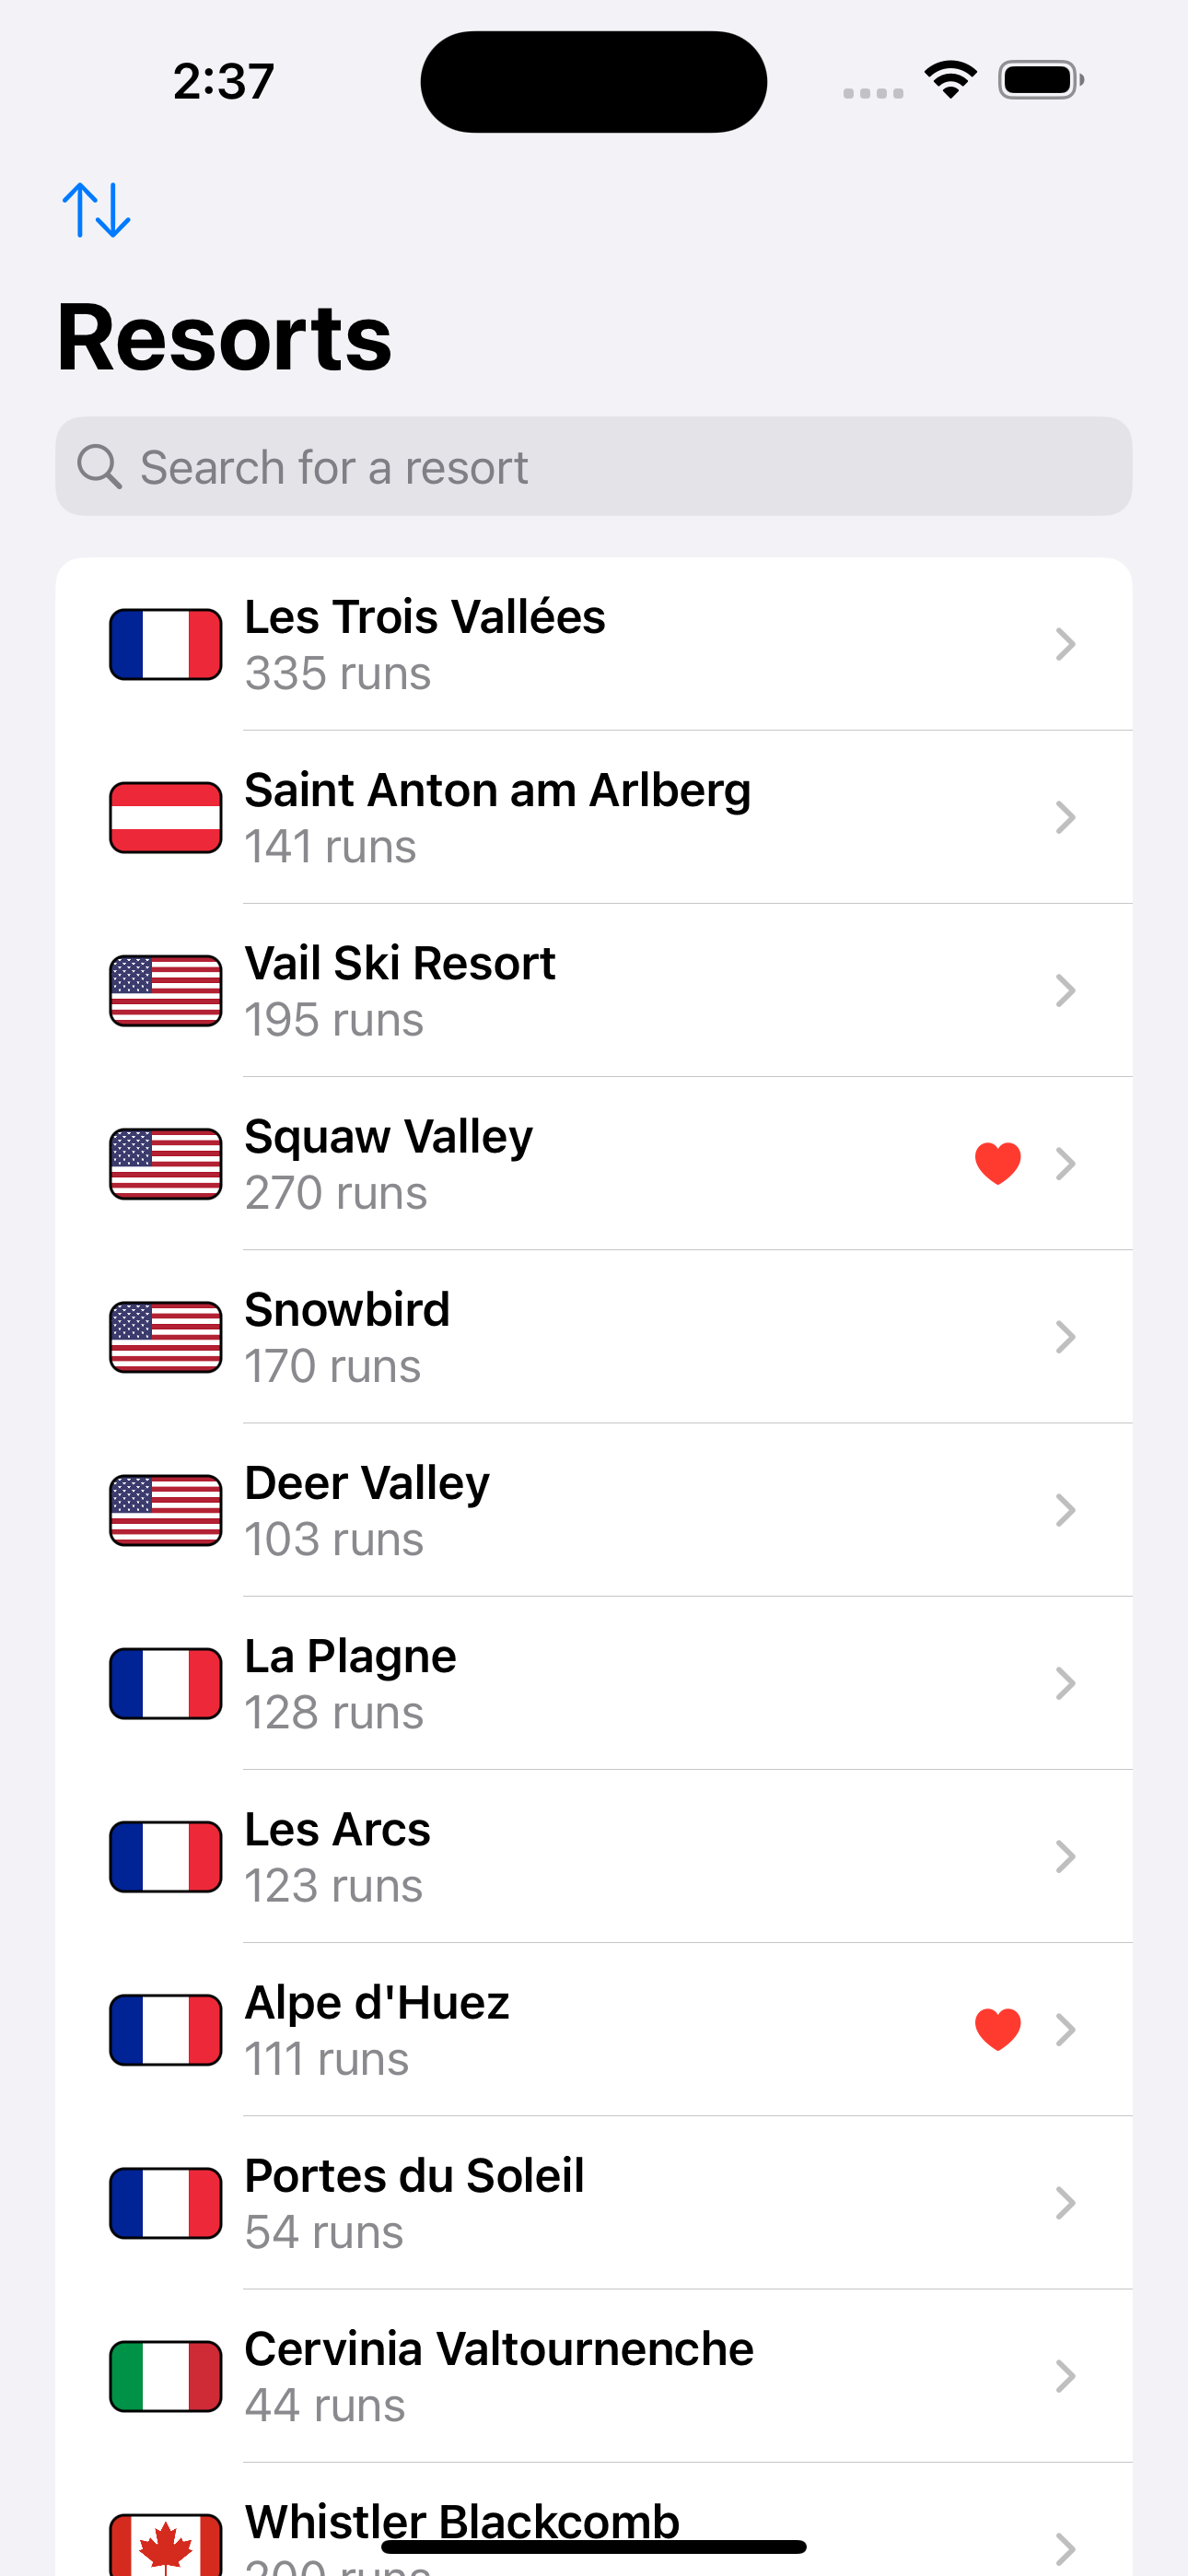 2:37
Resorts
Search for a resort
Les Trois Vallées
335 runs
Saint Anton am Arlberg
141 runs
Vail Ski Resort
195 runs
Squaw Valley
270 runs
Snowbird
170 runs
Deer Valley
103 runs
La Plagne
128 runs
Les Arcs
123 runs
Alpe d'Huez
111 runs
Portes du Soleil
54 runs
Cervinia Valtournenche
44 runs
Whistler Blackcomb
200 runs